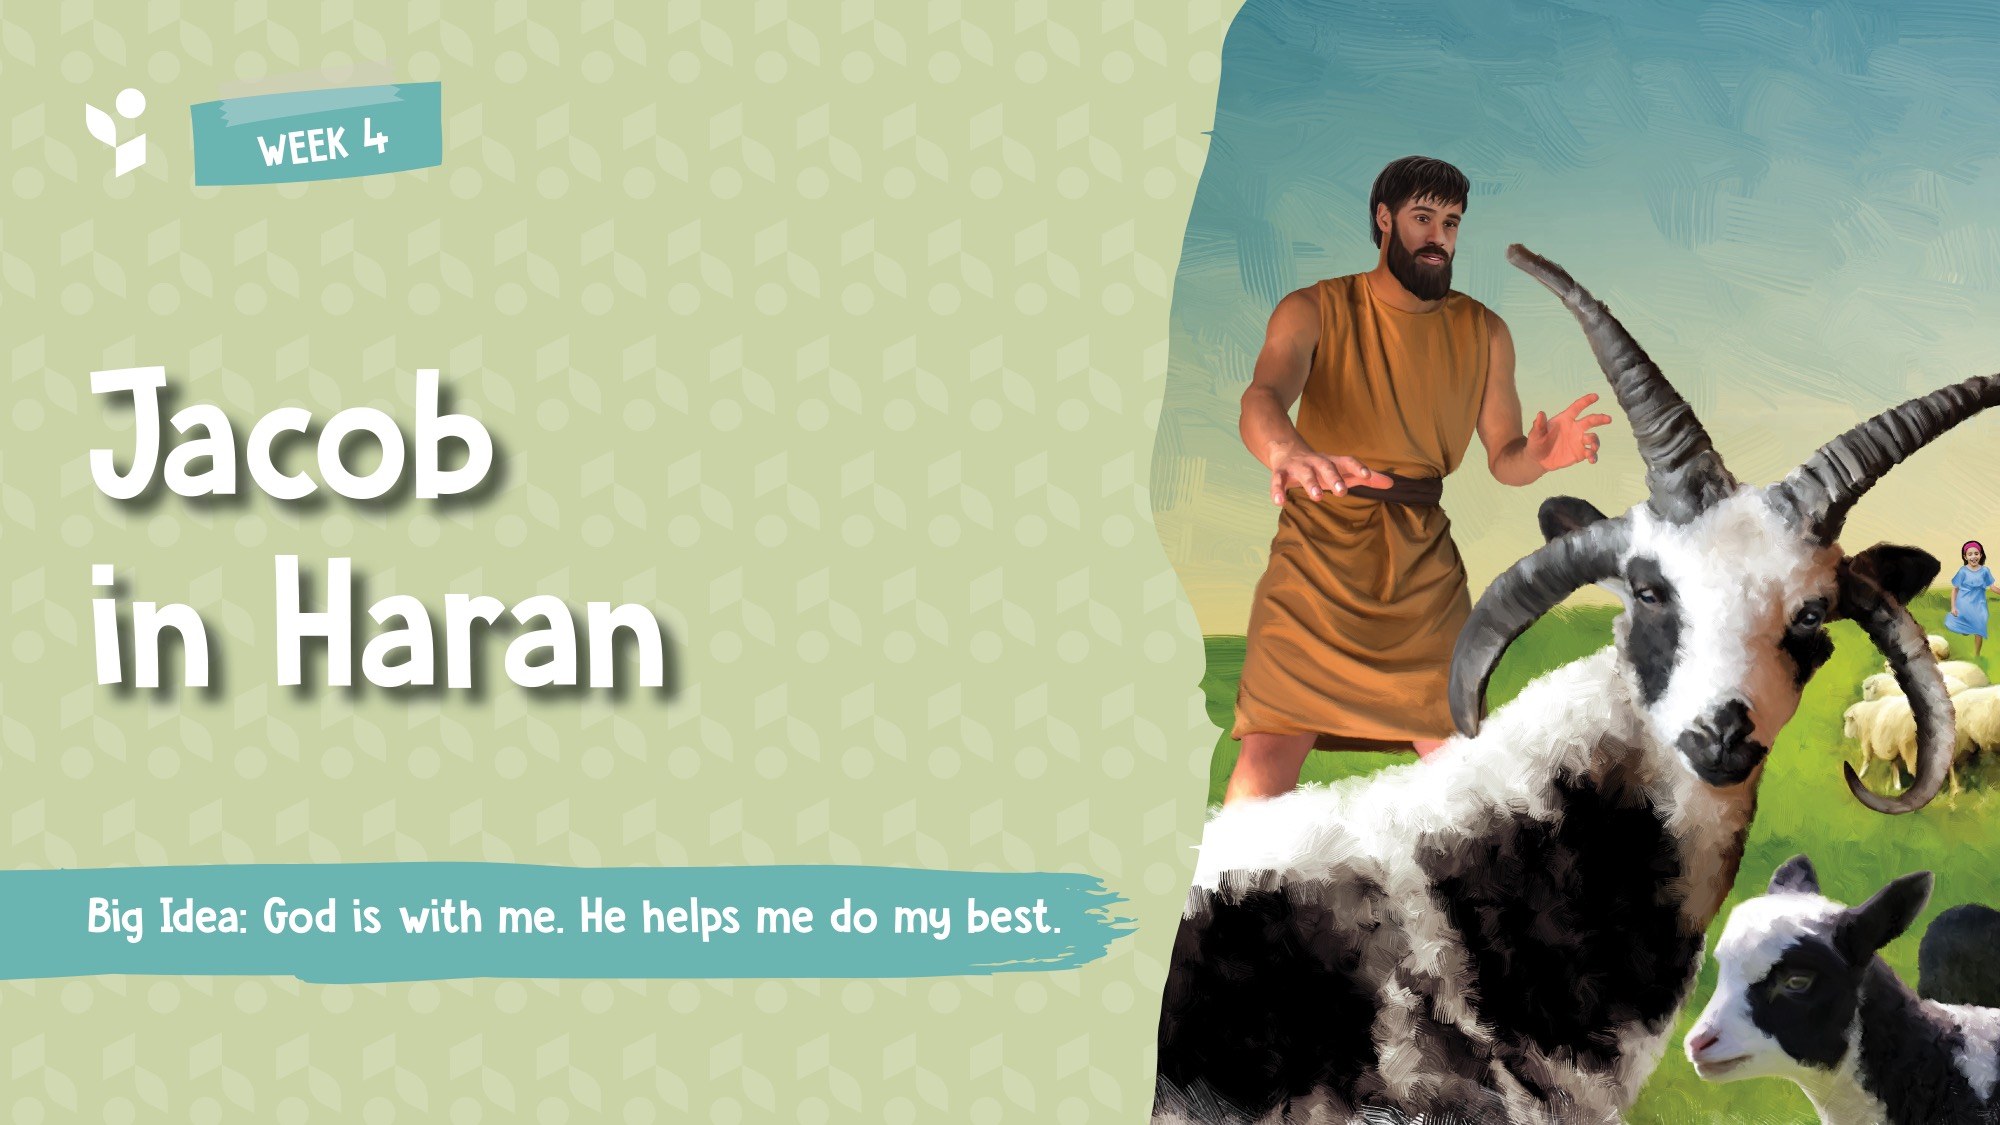 WEEK 4
Jacob
in Haran
Big Idea: God is with me. He helps me do my best.